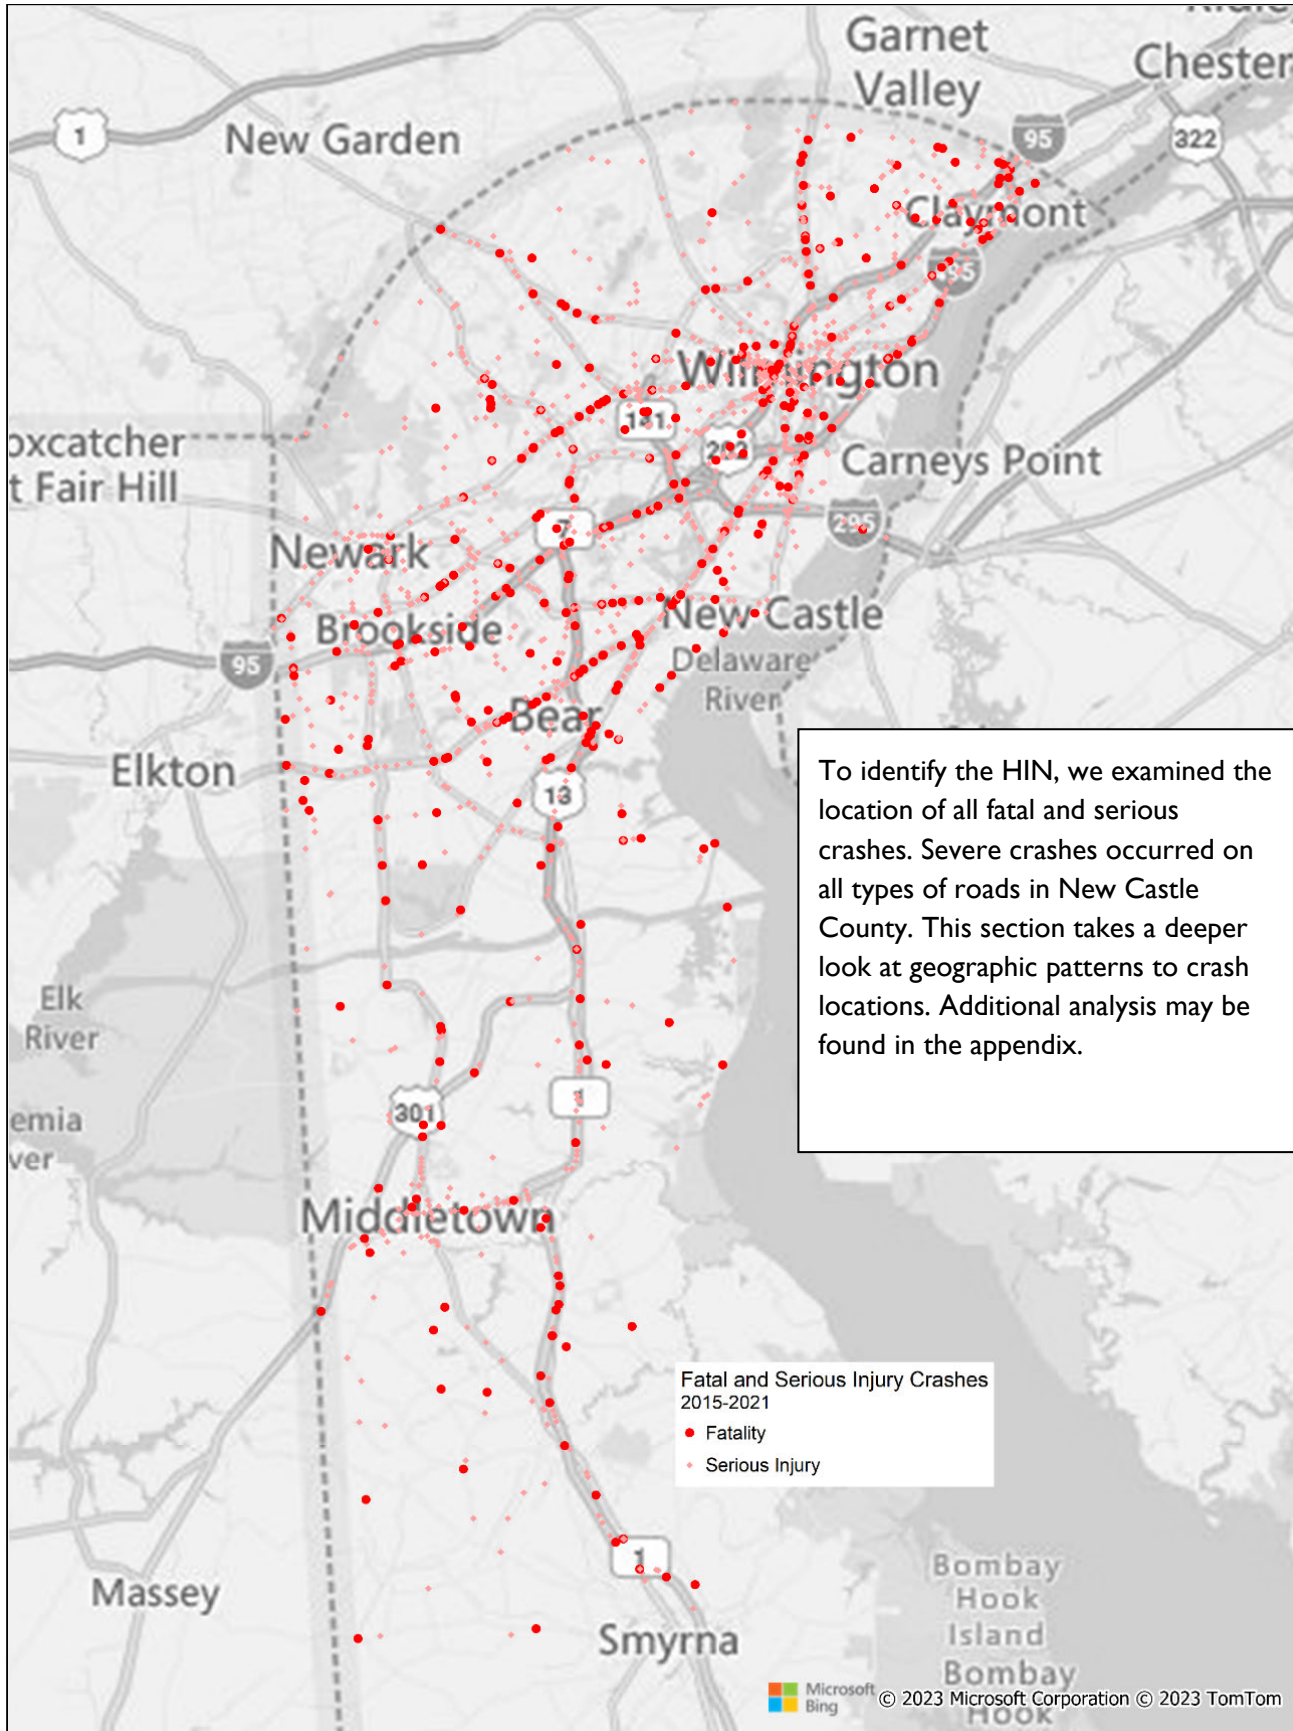 Garnet
Valley
Chester
New Garden
1
95
322
Claymont
Wilmington
141
202
oxcatcher
t Fair Hill
Carneys Point
295
7
Newark
New Castle
Brookside
95
Delaware
River
Bear
Elkton
13
To identify the HIN, we examined the
location of all fatal and serious
crashes. Severe crashes occurred on
all types of roads in New Castle
County. This section takes a deeper
look at geographic patterns to crash
locations. Additional analysis may be
found in the appendix.
Elk
River
emia
ver
301
1
Middletown
Fatal and Serious Injury Crashes
2015-2021
Fatality
Serious Injury
1
Massey
Smyrna
Bombay
Hook
Island
Bombay
Hook
Microsoft
Bing
© 2023 Microsoft Corporation © 2023 TomTom